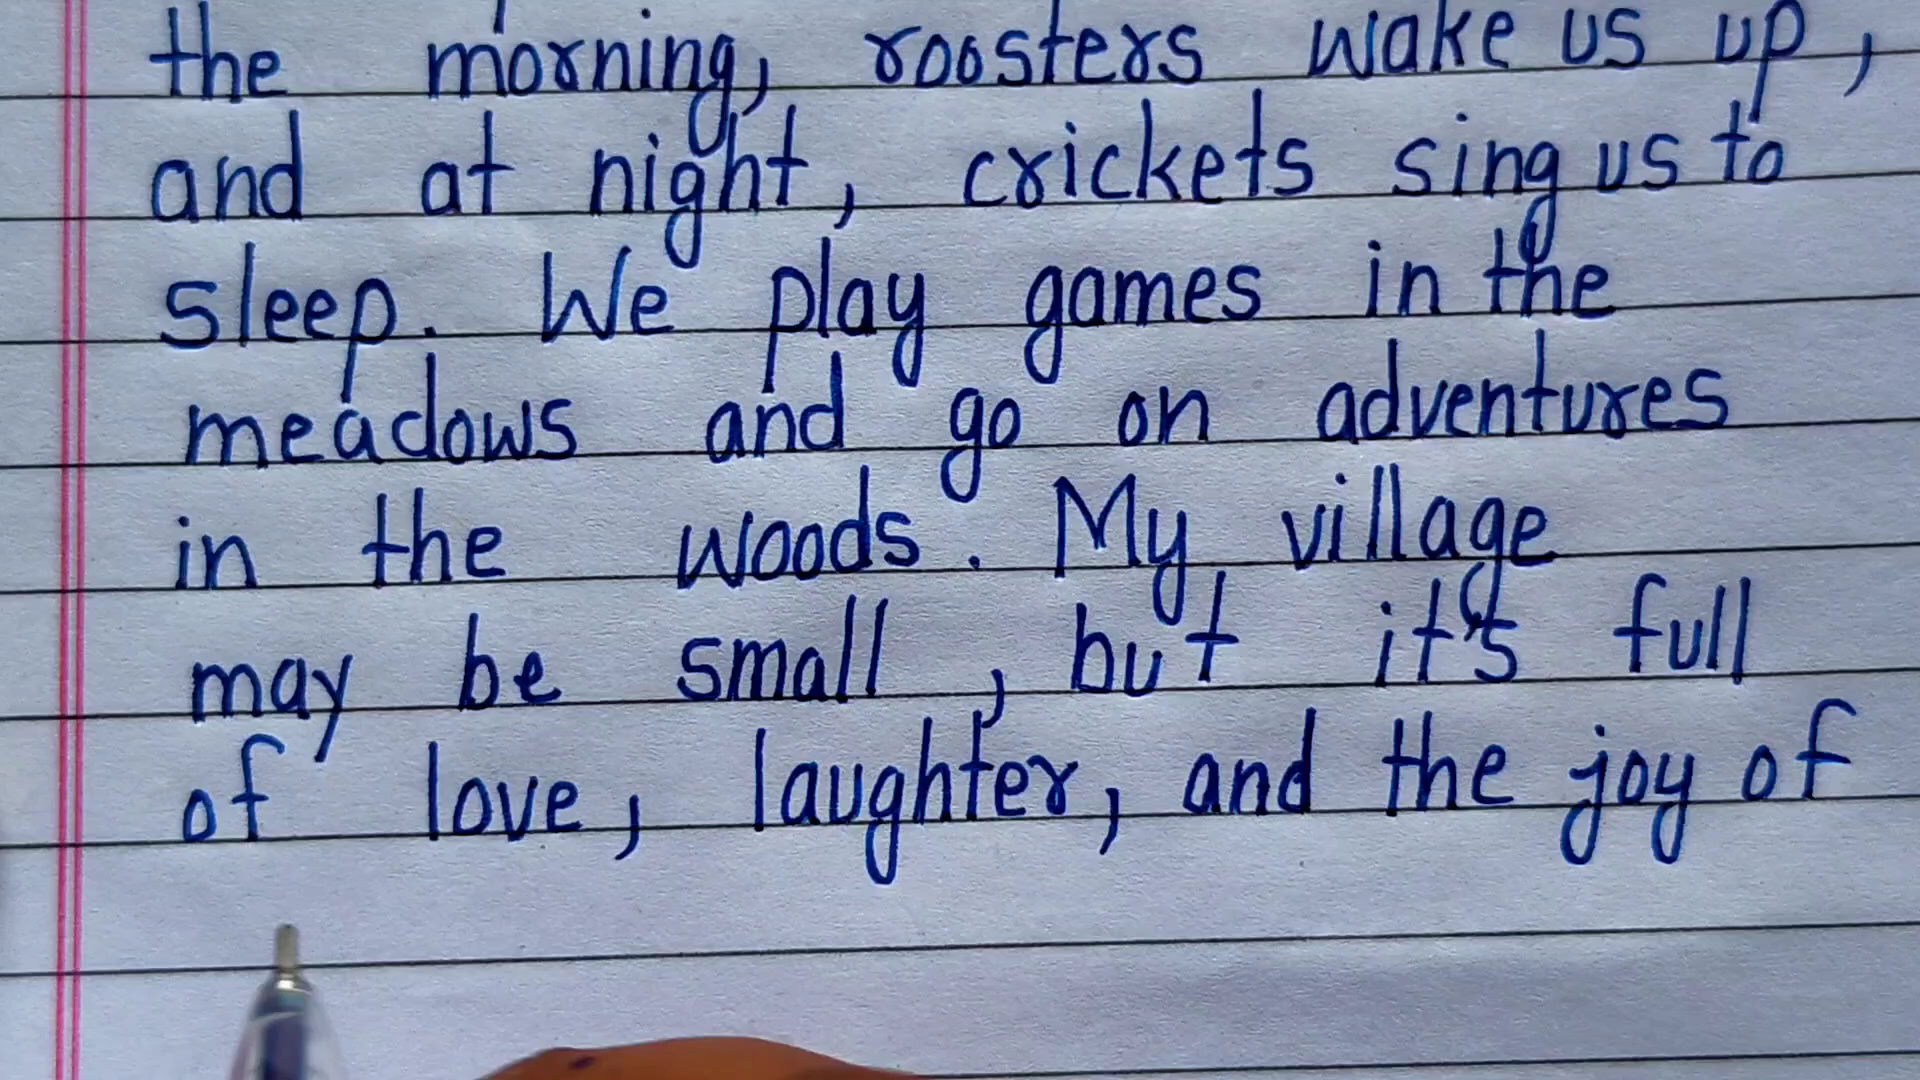 the morning, roosters wake us up,
and at night, crickets sing us to
sleep. We play games in the
meadows and go on adventures
in the woods. My village
may be small, but it's full
of love, laughter, and the joy of